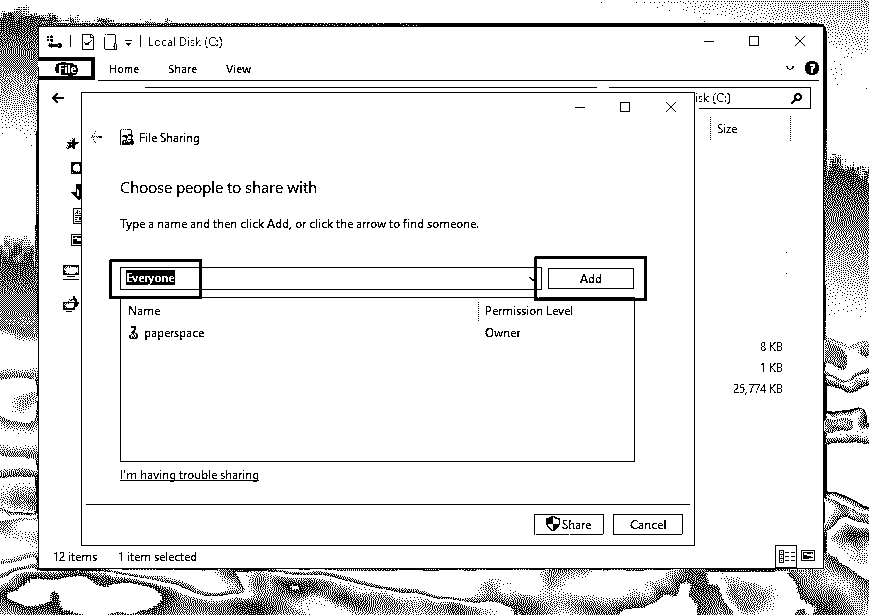 Local Disk (C:)
File Home Share View
isk (C:)
File Sharing
Size
Choose people to share with
Type a name and then click Add, or click the arrow to find someone.
Everyone Add
Name Permission Level
paperspace Owner
8 KB
1 KB
25,774 KB
I'm having trouble sharing
Share Cancel
12 items 1 item selected